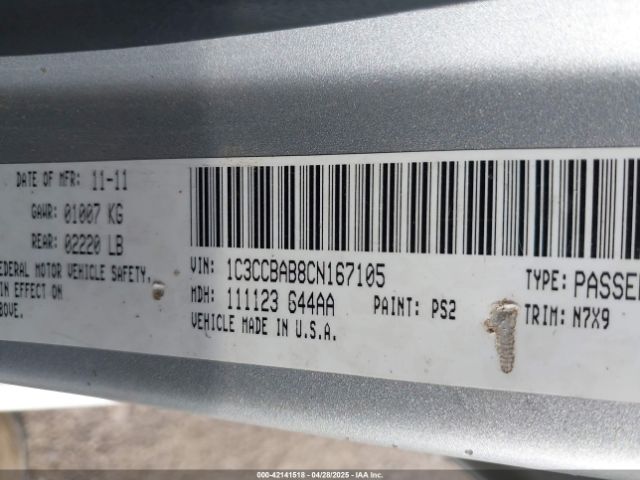 DATE OF MFR: 11-11
GAWR: 01007 KG
REAR: 02220 LB
FEDERAL MOTOR VEHICLE SAFETY,
IN EFFECT ON
ABOVE.
VIN: 1C3CCBAB8CN167105
MDH: 111123 644AA PAINT: PS2
VEHICLE MADE IN U.S.A.
TYPE: PASSE
TRIM: N7X9
000-42141518 | 04/28/2025 - IAA Inc.